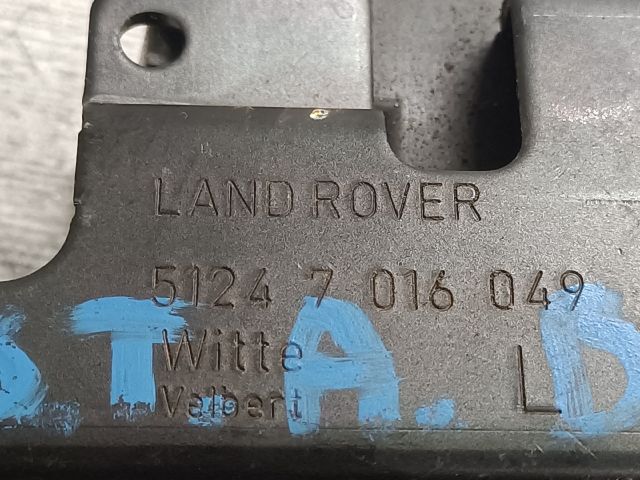 LAND ROVER
5124 7 016 049
Witte L
Velbert
S.T.A.D